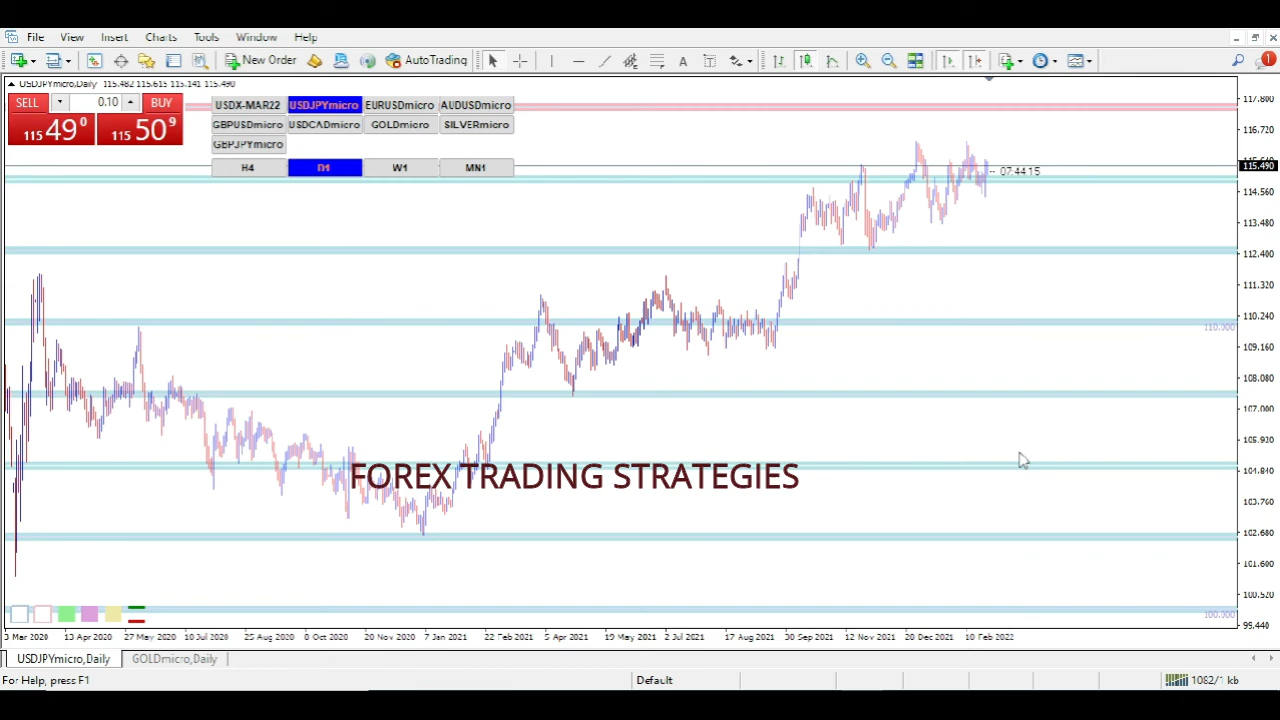 File View Insert Charts Tools Window Help
New Order AutoTrading A T 1
USDJPYmicro,Daily 115.482 115.615 115.141 115.490
SELL 0.10 BUY
115 49 0 115 50 9
USDX-MAR22 USDJPYmicro EURUSDmicro AUDUSDmicro
GBPUSDmicro USDCADmicro GOLDmicro SILVERmicro
GBPJPYmicro
H4 D1 W1 MN1
117.800
116.720
115.490
07:44:15
114.560
113.480
112.400
111.320
110.240
110.000
109.160
108.080
107.000
105.920
104.840
FOREX TRADING STRATEGIES
103.760
102.680
101.600
100.520
100.000
99.440
3 Mar 2020 13 Apr 2020 27 May 2020 10 Jul 2020 25 Aug 2020 8 Oct 2020 20 Nov 2020 7 Jan 2021 22 Feb 2021 5 Apr 2021 19 May 2021 2 Jul 2021 17 Aug 2021 30 Sep 2021 12 Nov 2021 28 Dec 2021 10 Feb 2022
USDJPYmicro,Daily GOLDmicro,Daily
For Help, press F1 Default 1082/1 kb